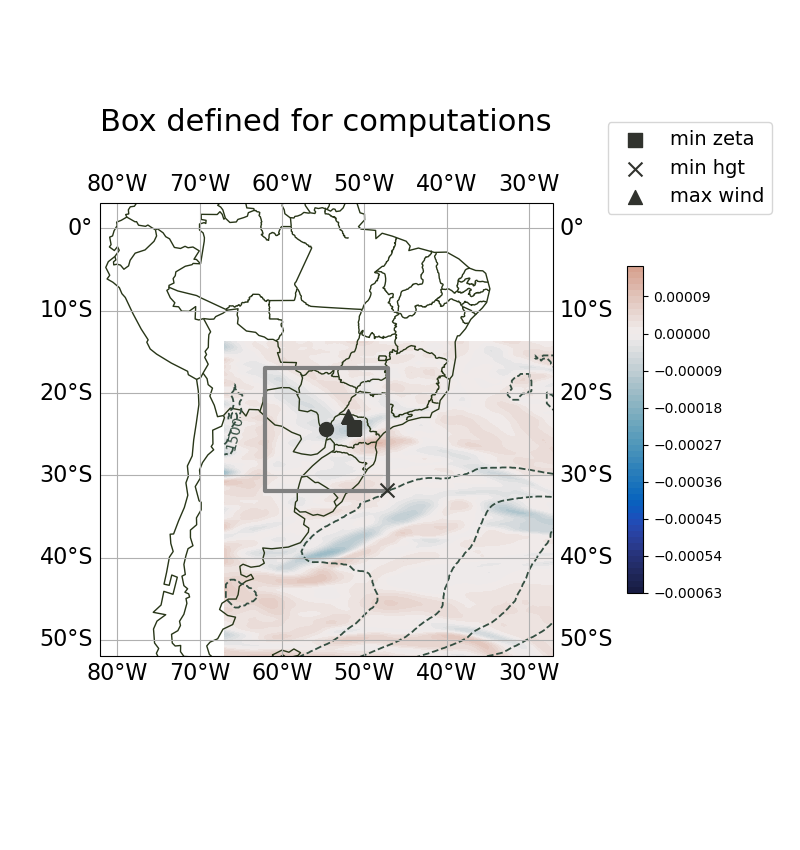 Box defined for computations
min zeta
min hgt
max wind
80°W 70°W 60°W 50°W 40°W 30°W
0° 0°
10°S 10°S
20°S 20°S
30°S 30°S
40°S 40°S
50°S 50°S
80°W 70°W 60°W 50°W 40°W 30°W
1500
0.00009
0.00000
−0.00009
−0.00018
−0.00027
−0.00036
−0.00045
−0.00054
−0.00063